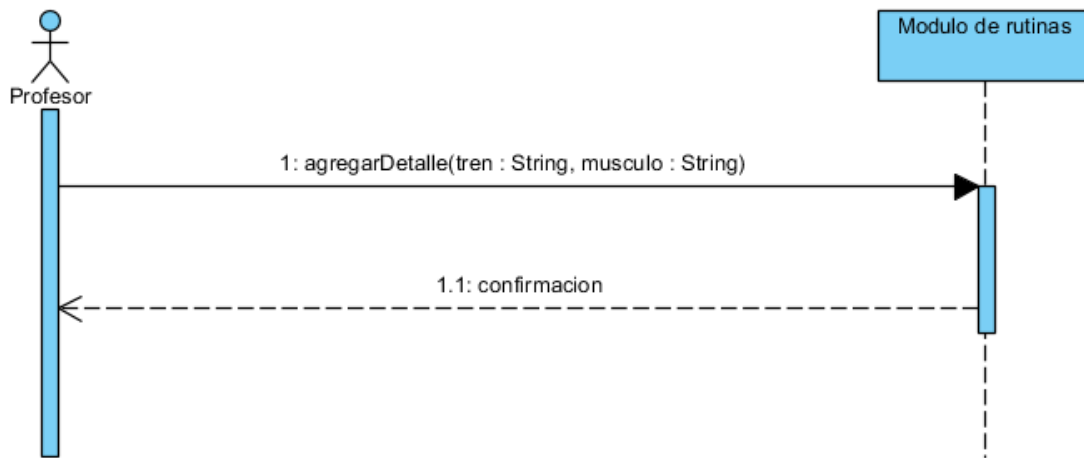 Modulo de rutinas
Profesor
1: agregarDetalle(tren : String, musculo : String)
1.1: confirmacion